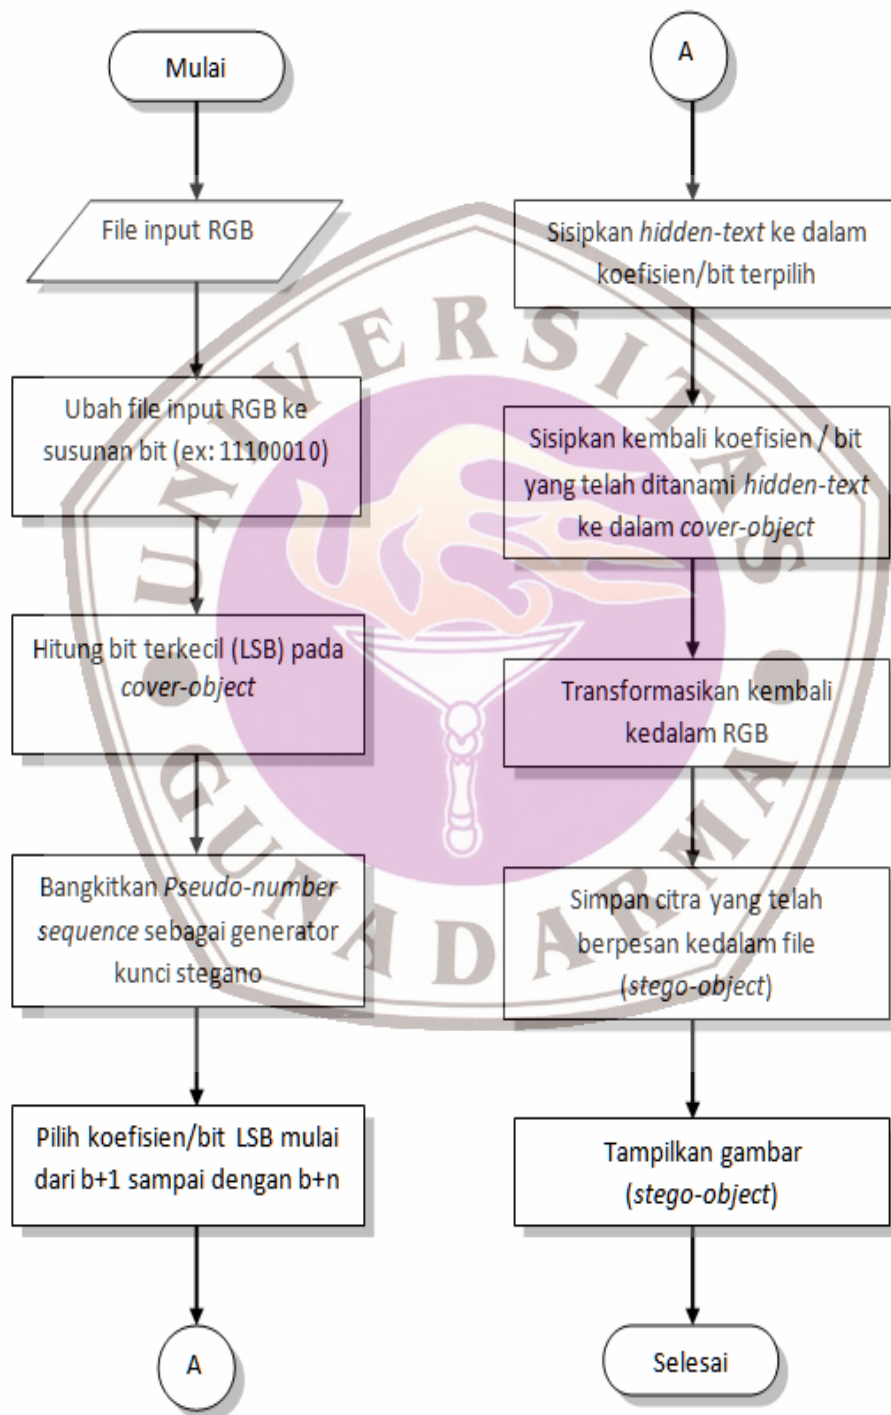 Mulai
File input RGB
Ubah file input RGB ke
susunan bit (ex: 11100010)
Hitung bit terkecil (LSB) pada
cover-object
Bangkitkan Pseudo-number
sequence sebagai generator
kunci stegano
Pilih koefisien/bit LSB mulai
dari b+1 sampai dengan b+n
A
A
Sisipkan hidden-text ke dalam
koefisien/bit terpilih
Sisipkan kembali koefisien / bit
yang telah ditanami hidden-text
ke dalam cover-object
Transformasikan kembali
kedalam RGB
Simpan citra yang telah
berpesan kedalam file
(stego-object)
Tampilkan gambar
(stego-object)
Selesai
UNIVERSITAS
GUNADARMA